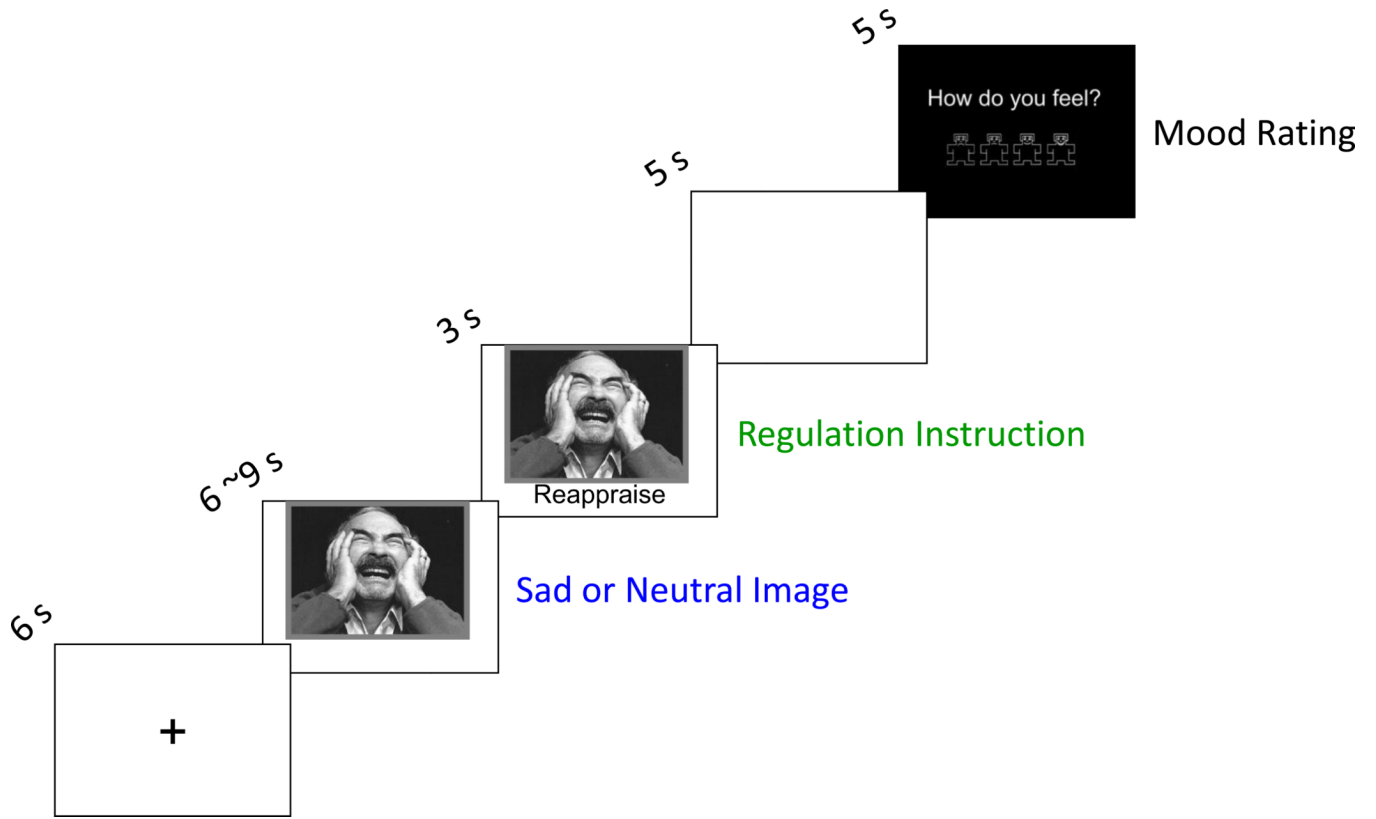 5 s
How do you feel?
Mood Rating
5 s
3 s
Reappraise
Regulation Instruction
6 ~9 s
Sad or Neutral Image
6 s
+